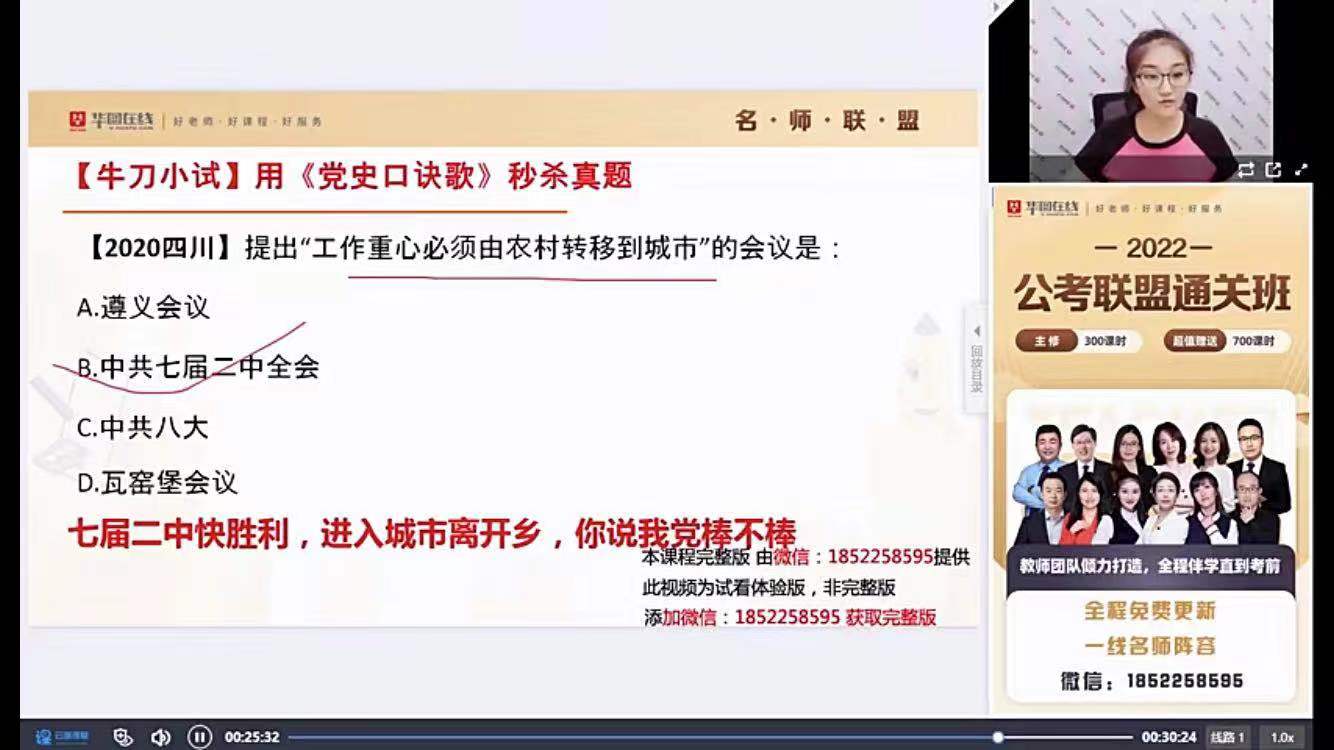 华图在线 好老师·好课程·好服务
名·师·联·盟
【牛刀小试】用《党史口诀歌》秒杀真题
【2020四川】提出“工作重心必须由农村转移到城市”的会议是：
A.遵义会议
B.中共七届二中全会
C.中共八大
D.瓦窑堡会议
七届二中快胜利，进入城市离开乡，你说我党棒不棒
本课程完整版 由微信：1852258595提供
此视频为试看体验版，非完整版
添加微信：1852258595 获取完整版
回放目录
华图在线 好老师·好课程·好服务
2022
公考联盟通关班
主修 300课时 超值赠送 700课时
教师团队倾力打造，全程伴学直到考前
全程免费更新
一线名师阵容
微信：1852258595
00:25:32
00:30:24 线路 1 1.0x